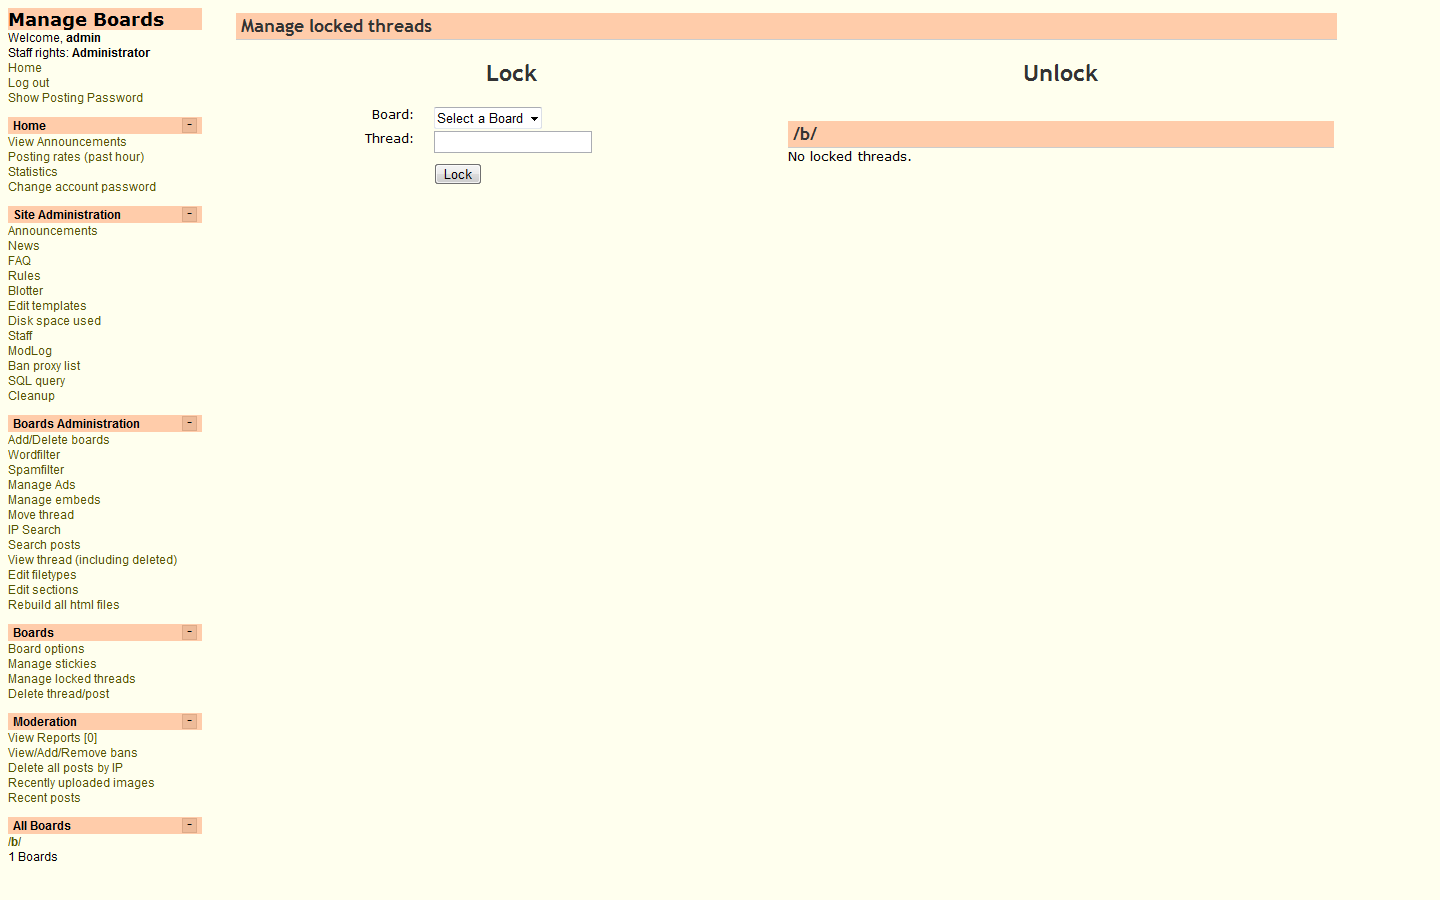 Manage Boards
Welcome, admin
Staff rights: Administrator
Home
Log out
Show Posting Password
Home -
View Announcements
Posting rates (past hour)
Statistics
Change account password
Site Administration -
Announcements
News
FAQ
Rules
Blotter
Edit templates
Disk space used
Staff
ModLog
Ban proxy list
SQL query
Cleanup
Boards Administration -
Add/Delete boards
Wordfilter
Spamfilter
Manage Ads
Manage embeds
Move thread
IP Search
Search posts
View thread (including deleted)
Edit filetypes
Edit sections
Rebuild all html files
Boards -
Board options
Manage stickies
Manage locked threads
Delete thread/post
Moderation -
View Reports [0]
View/Add/Remove bans
Delete all posts by IP
Recently uploaded images
Recent posts
All Boards -
/b/
1 Boards
Manage locked threads
Lock
Board: Select a Board
Thread:
Lock
Unlock
/b/
No locked threads.